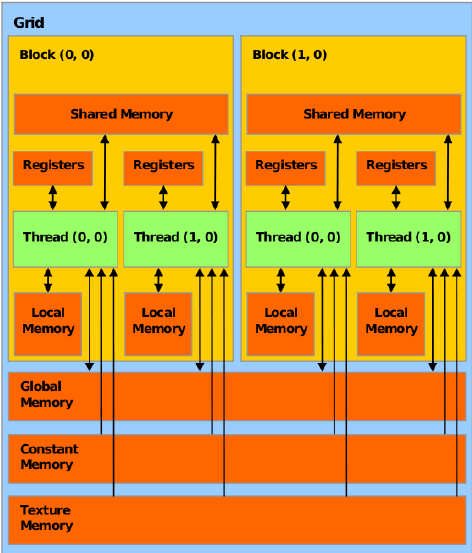 Grid
Block (0, 0)
Block (1, 0)
Shared Memory
Shared Memory
Registers
Registers
Registers
Registers
Thread (0, 0)
Thread (1, 0)
Thread (0, 0)
Thread (1, 0)
Local
Memory
Local
Memory
Local
Memory
Local
Memory
Global
Memory
Constant
Memory
Texture
Memory